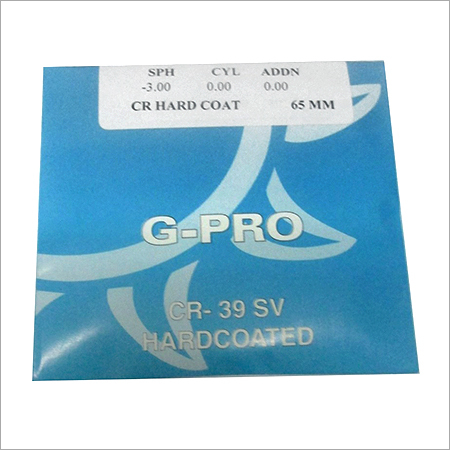 SPH CYL ADDN
-3.00 0.00 0.00
CR HARD COAT 65 MM
G-PRO
CR- 39 SV
HARDCOATED